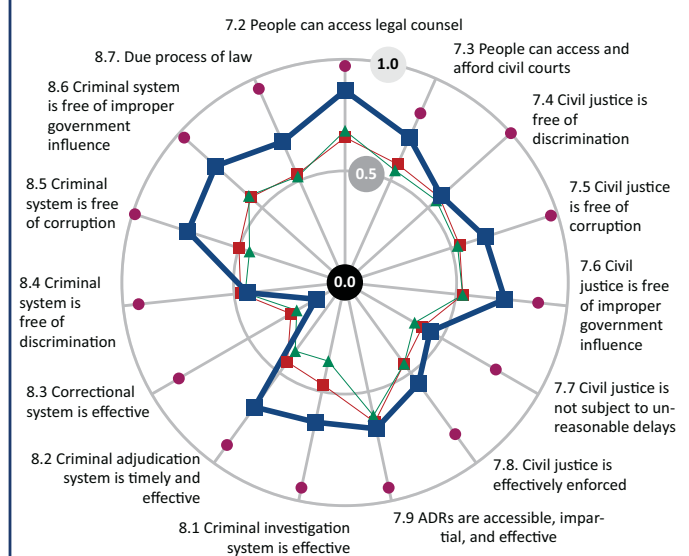 7.2 People can access legal counsel
1.0
7.3 People can access and
afford civil courts
7.4 Civil justice is
free of
discrimination
7.5 Civil justice
is free of
corruption
7.6 Civil
justice is free
of improper
government
influence
7.7 Civil justice is
not subject to un-
reasonable delays
7.8. Civil justice is
effectively enforced
7.9 ADRs are accessible, impar-
tial, and effective
8.1 Criminal investigation
system is effective
8.2 Criminal adjudication
system is timely and
effective
8.3 Correctional
system is effective
8.4 Criminal
system is
free of
discrimination
8.5 Criminal
system is free
of corruption
8.6 Criminal system
is free of improper
government
influence
8.7. Due process of law
0.5
0.0